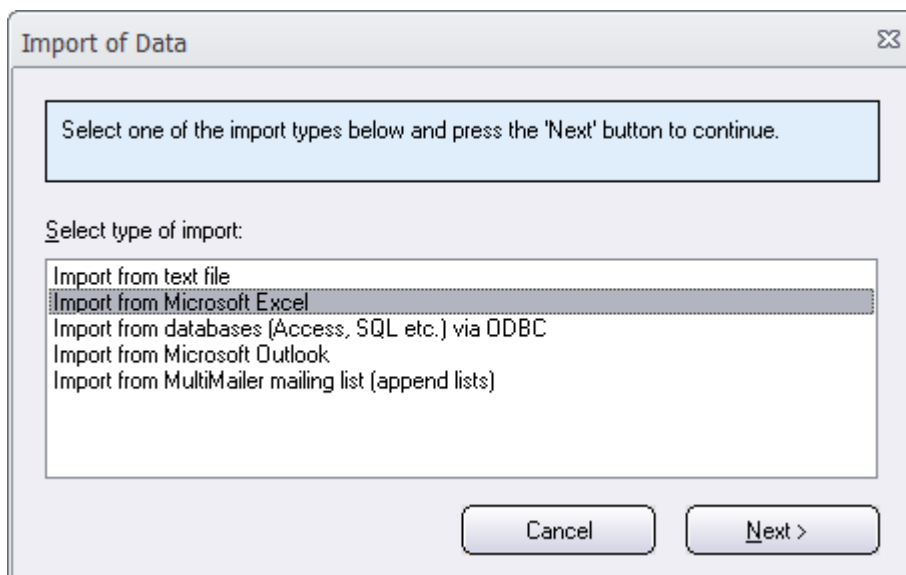 Import of Data
Select one of the import types below and press the 'Next' button to continue.
Select type of import:
Import from text file
Import from Microsoft Excel
Import from databases (Access, SQL etc.) via ODBC
Import from Microsoft Outlook
Import from MultiMailer mailing list (append lists)
Cancel
Next >